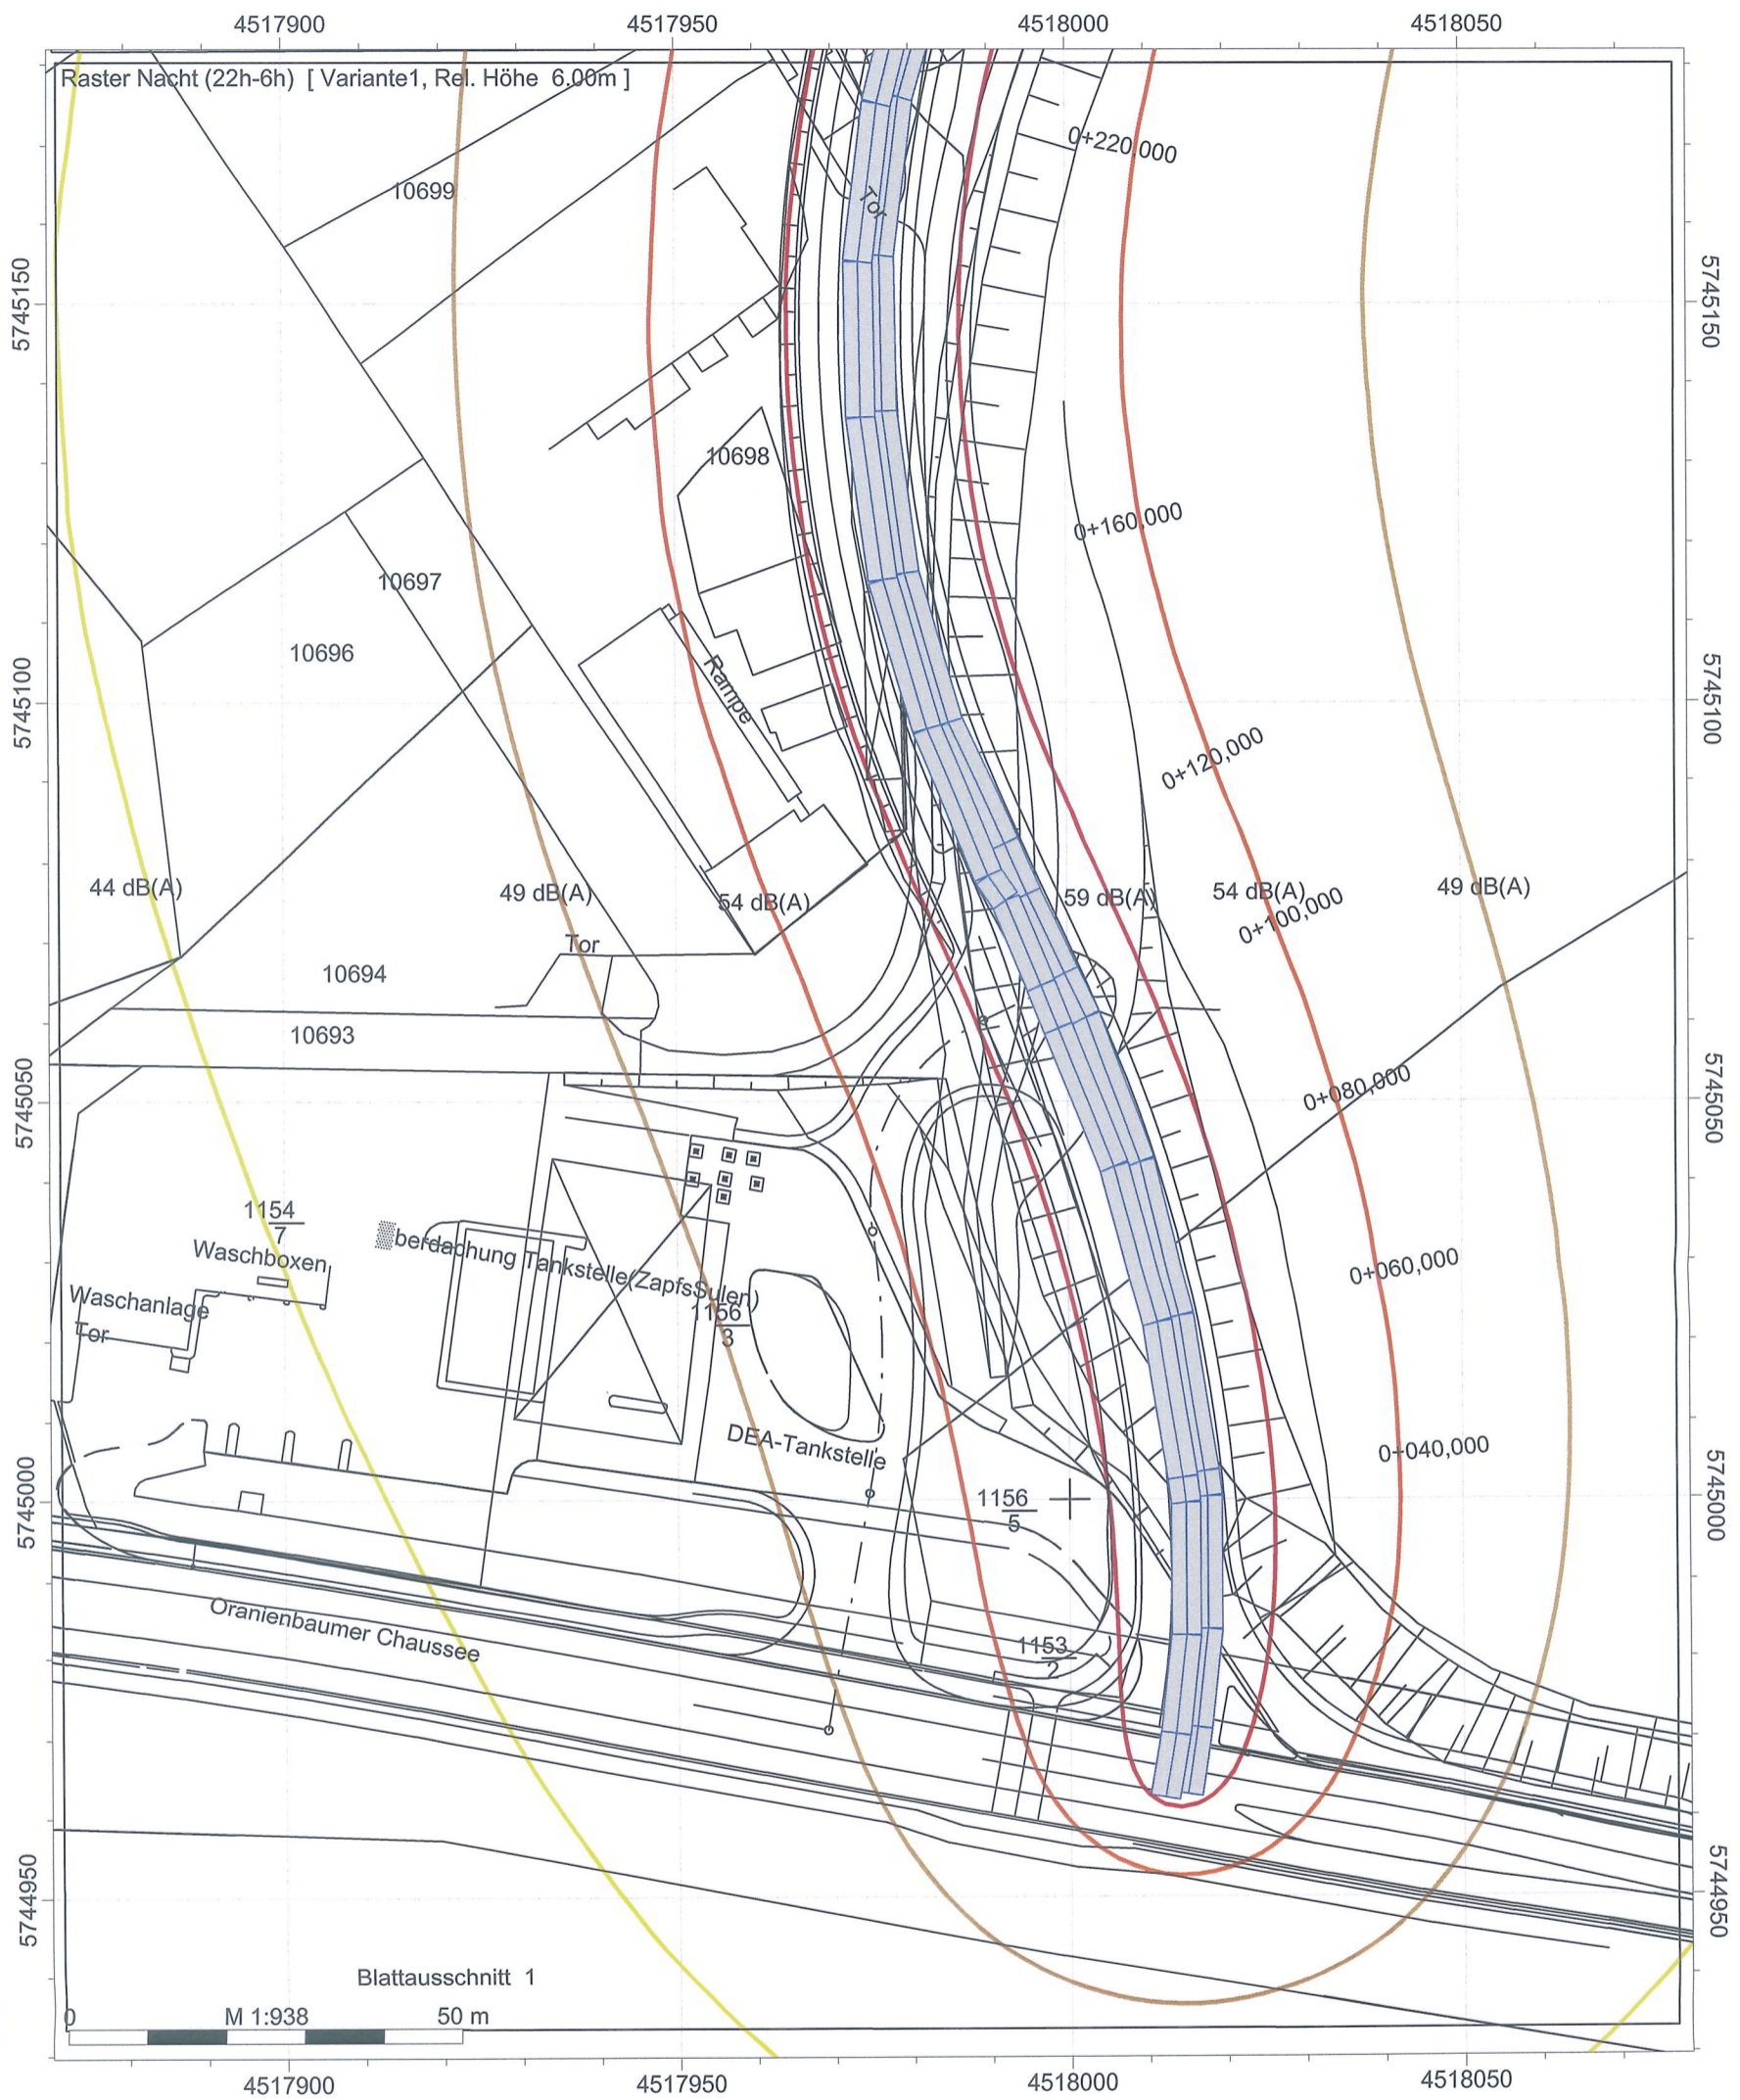 4517900 4517950 4518000 4518050
Raster Nacht (22h-6h) [ Variante1, Rel. Höhe 6.00m ]
0+220,000
10699
Tor
5745150
5745150
10698
0+160,000
10697
10696
Rampe
5745100
5745100
0+120,000
44 dB(A)
49 dB(A)
54 dB(A)
59 dB(A)
54 dB(A)
49 dB(A)
0+100,000
Tor
10694
10693
0+080,000
5745050
5745050
1154
7
Waschboxen
berdachung Tankstelle(ZapfsSulen)
0+060,000
Waschanlage
1156
3
Tor
DEA-Tankstelle
0+040,000
1156
5
5745000
5745000
Oranienbaumer Chaussee
1153
2
5744950
5744950
Blattausschnitt 1
0 M 1:938 50 m
4517900 4517950 4518000 4518050